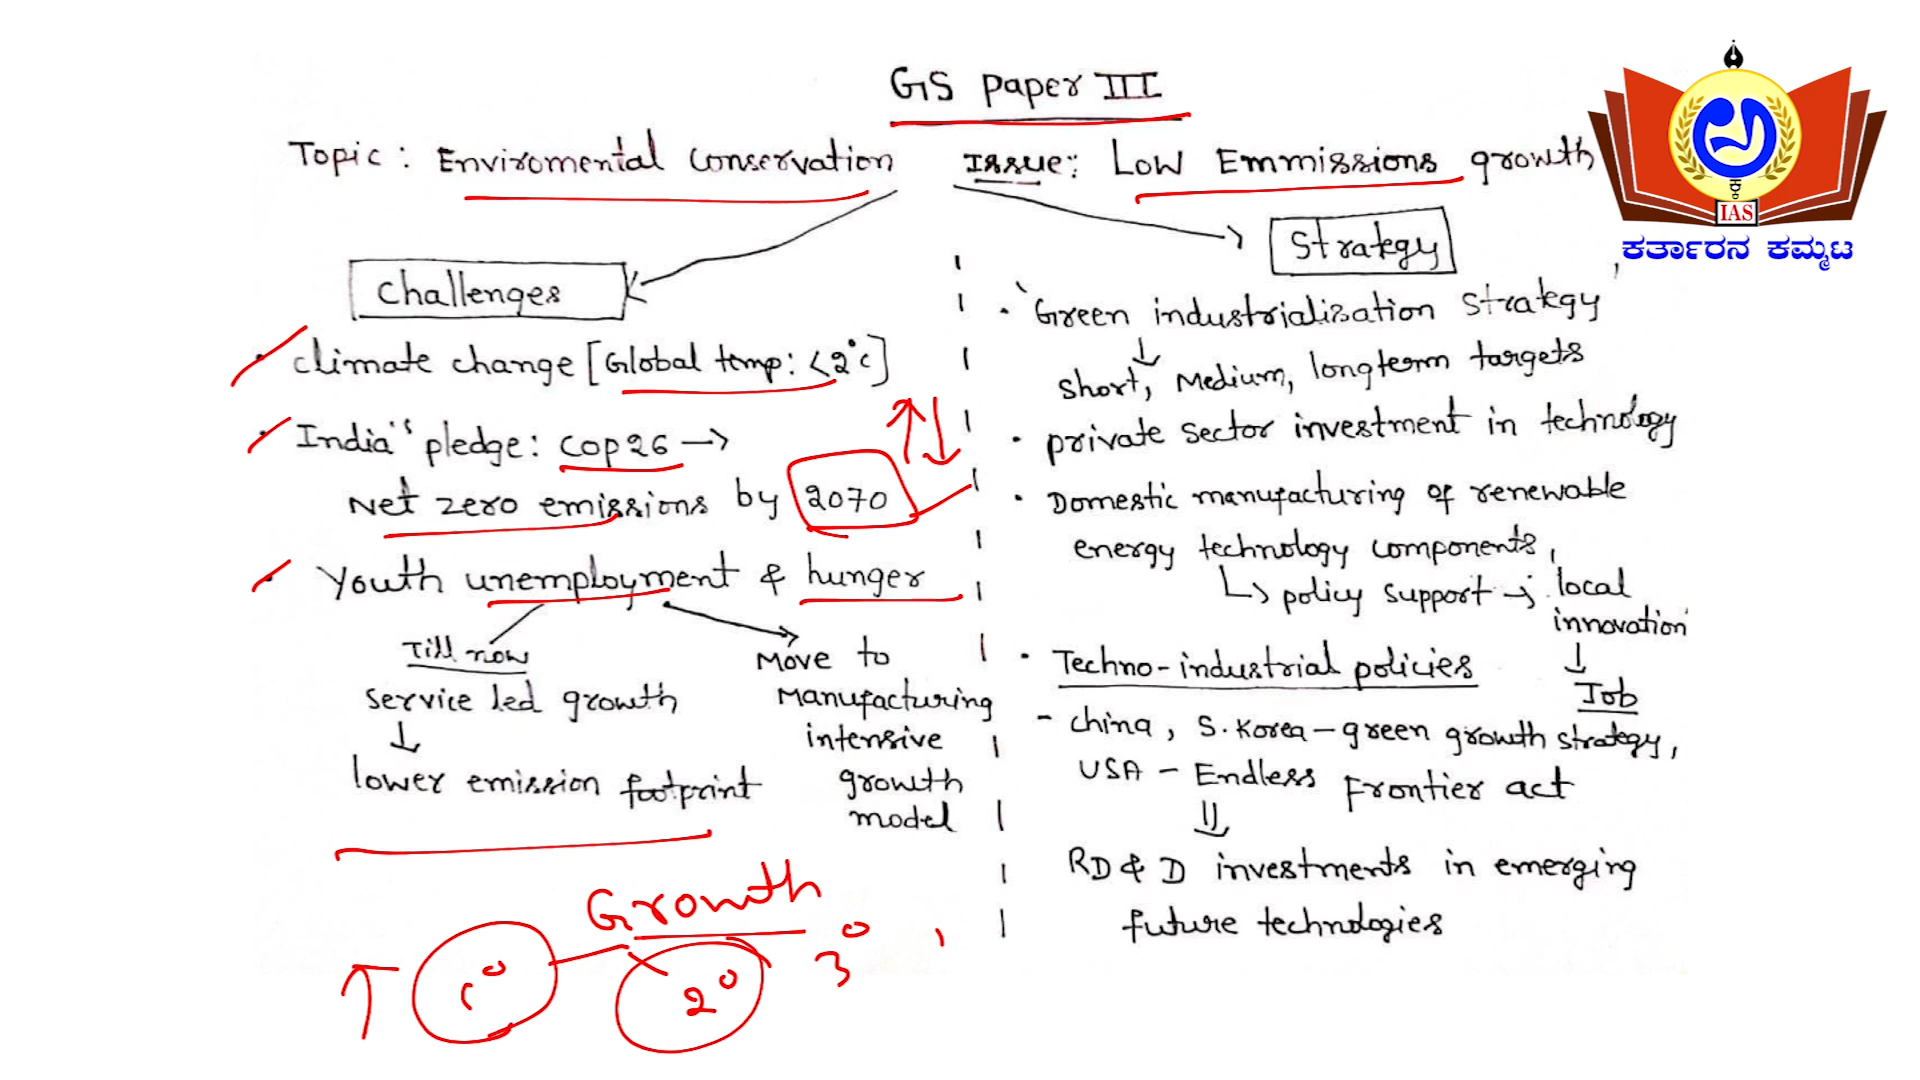 GS paper III
Topic: Enviromental Conservation Issue: Low Emmissions growth
IAS
ಕರ್ತಾರನ ಕಮ್ಮಟ
Challenges
climate change [Global temp: <2°c]
India's pledge: COP26 →
Net zero emissions by 2070
Youth unemployment & hunger
Till now
service led growth
↓
lower emission footprint
Move to
Manufacturing
intensive
growth
model
Growth
↑ 1° 2° 3°,
Strategy
• 'Green industrialization strategy'
↓
short, Medium, longterm targets
• private sector investment in technology
• Domestic manufacturing of renewable
energy technology components,
↳ policy support → local
innovation
↓
Job
• Techno-industrial policies
- china, S.Korea - green growth strategy,
USA - Endless Frontier act
⇓
RD & D investments in emerging
future technologies